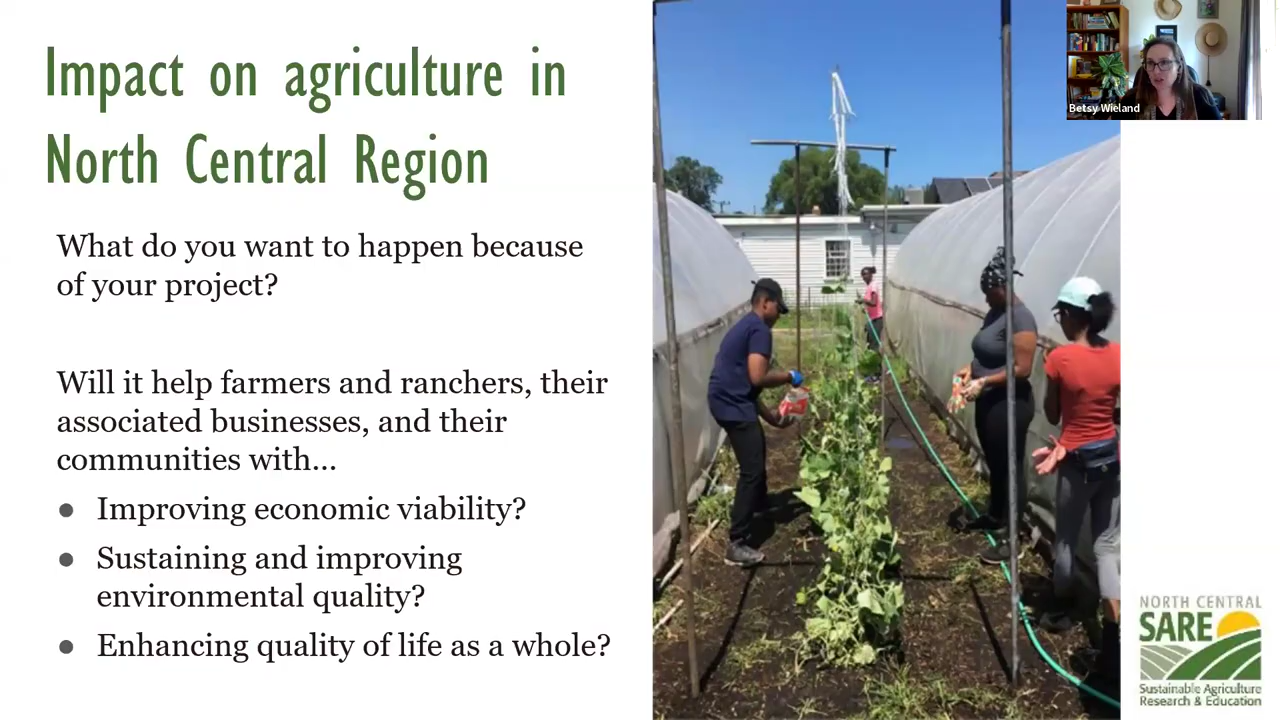 Impact on agriculture in
North Central Region
What do you want to happen because
of your project?
Will it help farmers and ranchers, their
associated businesses, and their
communities with...
● Improving economic viability?
● Sustaining and improving
environmental quality?
● Enhancing quality of life as a whole?
Betsy Wieland
NORTH CENTRAL
SARE
Sustainable Agriculture
Research & Education